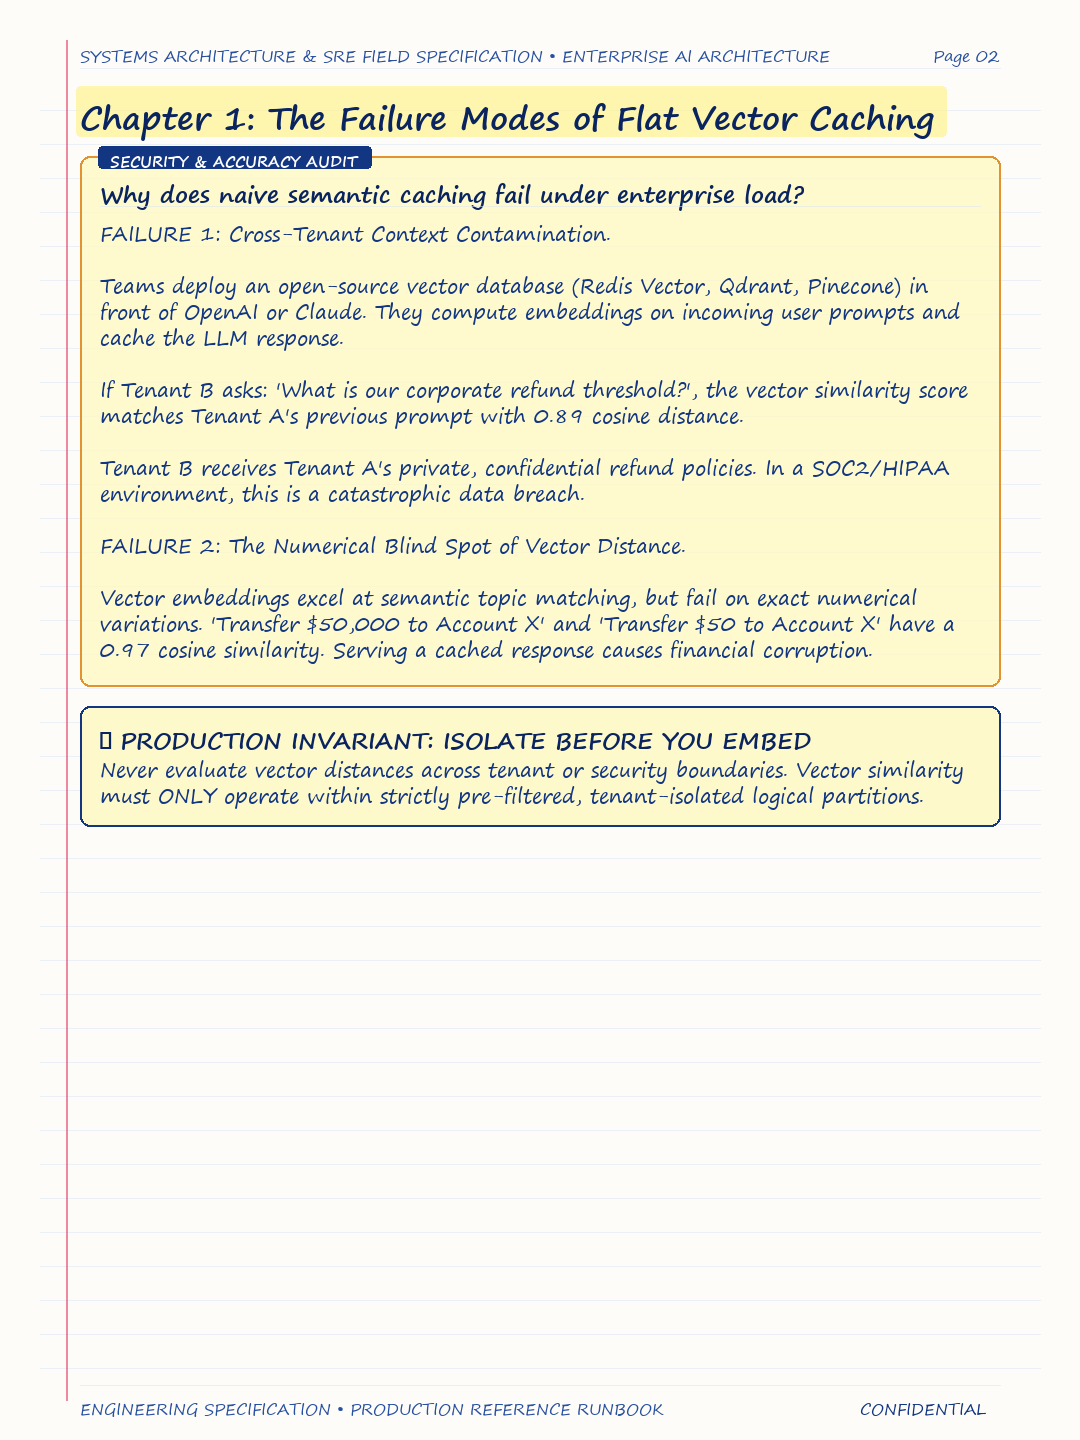 SYSTEMS ARCHITECTURE & SRE FIELD SPECIFICATION • ENTERPRISE AI ARCHITECTURE
Page 02
Chapter 1: The Failure Modes of Flat Vector Caching
SECURITY & ACCURACY AUDIT
Why does naive semantic caching fail under enterprise load?
FAILURE 1: Cross-Tenant Context Contamination.
Teams deploy an open-source vector database (Redis Vector, Qdrant, Pinecone) in
front of OpenAI or Claude. They compute embeddings on incoming user prompts and
cache the LLM response.
If Tenant B asks: 'What is our corporate refund threshold?', the vector similarity score
matches Tenant A's previous prompt with 0.89 cosine distance.
Tenant B receives Tenant A's private, confidential refund policies. In a SOC2/HIPAA
environment, this is a catastrophic data breach.
FAILURE 2: The Numerical Blind Spot of Vector Distance.
Vector embeddings excel at semantic topic matching, but fail on exact numerical
variations. 'Transfer $50,000 to Account X' and 'Transfer $50 to Account X' have a
0.97 cosine similarity. Serving a cached response causes financial corruption.
PRODUCTION INVARIANT: ISOLATE BEFORE YOU EMBED
Never evaluate vector distances across tenant or security boundaries. Vector similarity
must ONLY operate within strictly pre-filtered, tenant-isolated logical partitions.
ENGINEERING SPECIFICATION • PRODUCTION REFERENCE RUNBOOK
CONFIDENTIAL